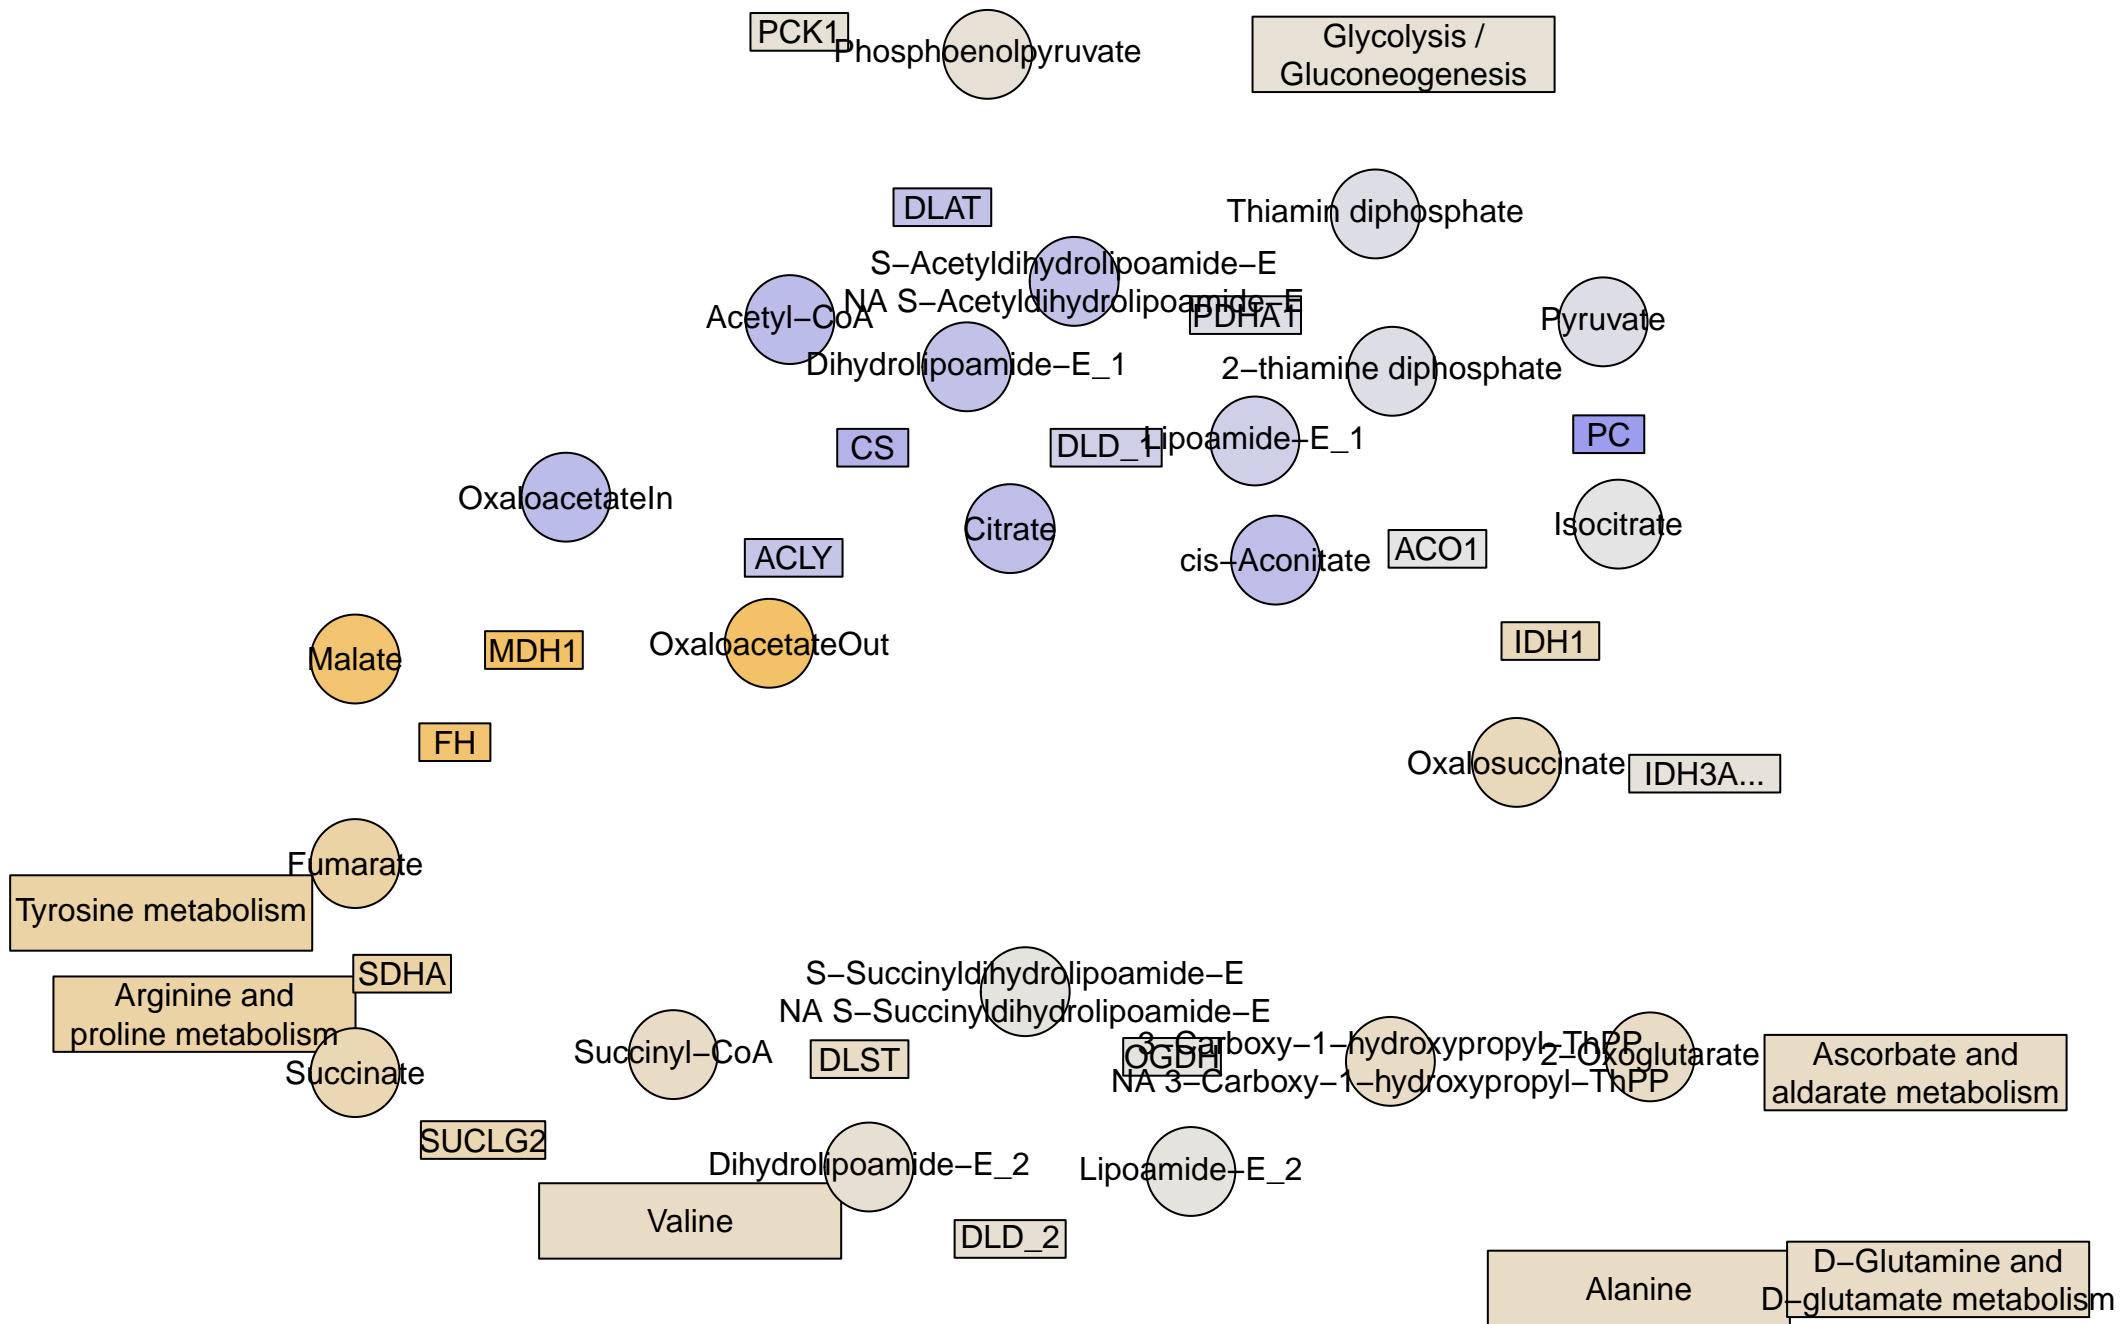 PCK1
Phosphoenolpyruvate
Glycolysis /
Gluconeogenesis
DLAT
Thiamin diphosphate
S−Acetyldihydrolipoamide−E
NA S−Acetyldihydrolipoamide−E
Acetyl−CoA
PDHA1
Pyruvate
Dihydrolipoamide−E_1
2−thiamine diphosphate
CS
DLD_1
Lipoamide−E_1
PC
OxaloacetateIn
Citrate
Isocitrate
ACLY
cis−Aconitate
ACO1
Malate
MDH1
OxaloacetateOut
IDH1
FH
Oxalosuccinate
IDH3A...
Fumarate
Tyrosine metabolism
SDHA
Arginine and
proline metabolism
S−Succinyldihydrolipoamide−E
NA S−Succinyldihydrolipoamide−E
Succinate
Succinyl−CoA
DLST
OGDH
3−Carboxy−1−hydroxypropyl−ThPP
NA 3−Carboxy−1−hydroxypropyl−ThPP
2−Oxoglutarate
Ascorbate and
aldarate metabolism
SUCLG2
Dihydrolipoamide−E_2
Lipoamide−E_2
Valine
DLD_2
Alanine
D−Glutamine and
D−glutamate metabolism